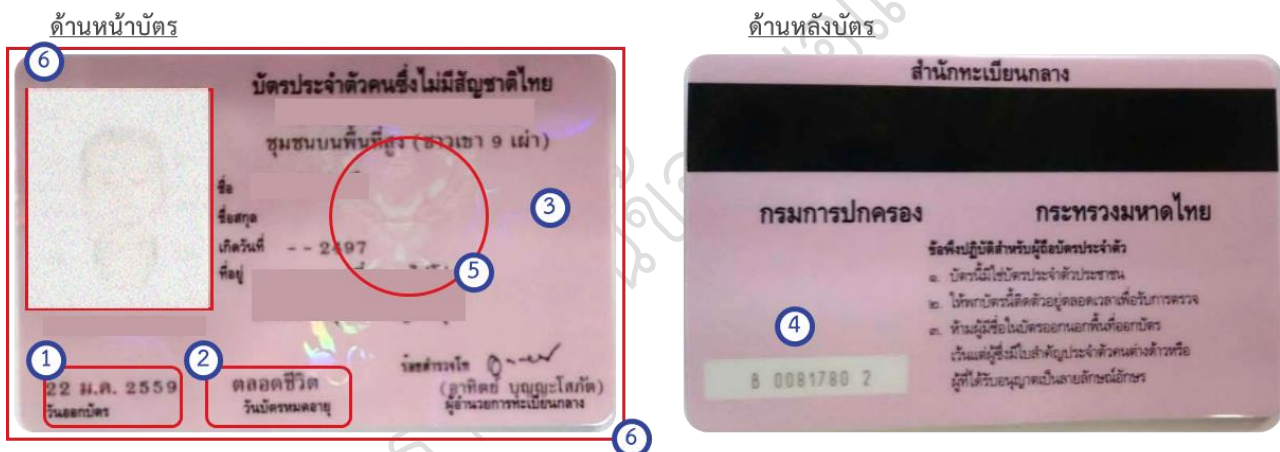 ด้านหน้าบัตร
6
บัตรประจำตัวคนซึ่งไม่มีสัญชาติไทย
ชุมชนบนพื้นที่สูง (ชาวเขา 9 เผ่า)
ชื่อ
3
ชื่อสกุล
เกิดวันที่ - - 2497
ที่อยู่
5
1
2
22 ม.ค. 2559
วันออกบัตร
ตลอดชีวิต
วันบัตรหมดอายุ
ร้อยตำรวจโท
(อาทิตย์ บุญญะโสภัต)
ผู้อำนวยการทะเบียนกลาง
6
ด้านหลังบัตร
สำนักทะเบียนกลาง
กรมการปกครอง กระทรวงมหาดไทย
ข้อพึงปฏิบัติสำหรับผู้ถือบัตรประจำตัว
๑. บัตรนี้มิใช่บัตรประจำตัวประชาชน
๒. ให้พกบัตรนี้ติดตัวอยู่ตลอดเวลาเพื่อรับการตรวจ
๓. ห้ามผู้มีชื่อในบัตรออกนอกพื้นที่ออกบัตร
เว้นแต่ผู้ซึ่งมีใบสำคัญประจำตัวคนต่างด้าวหรือ
ผู้ที่ได้รับอนุญาตเป็นลายลักษณ์อักษร
4
8 0081780 2